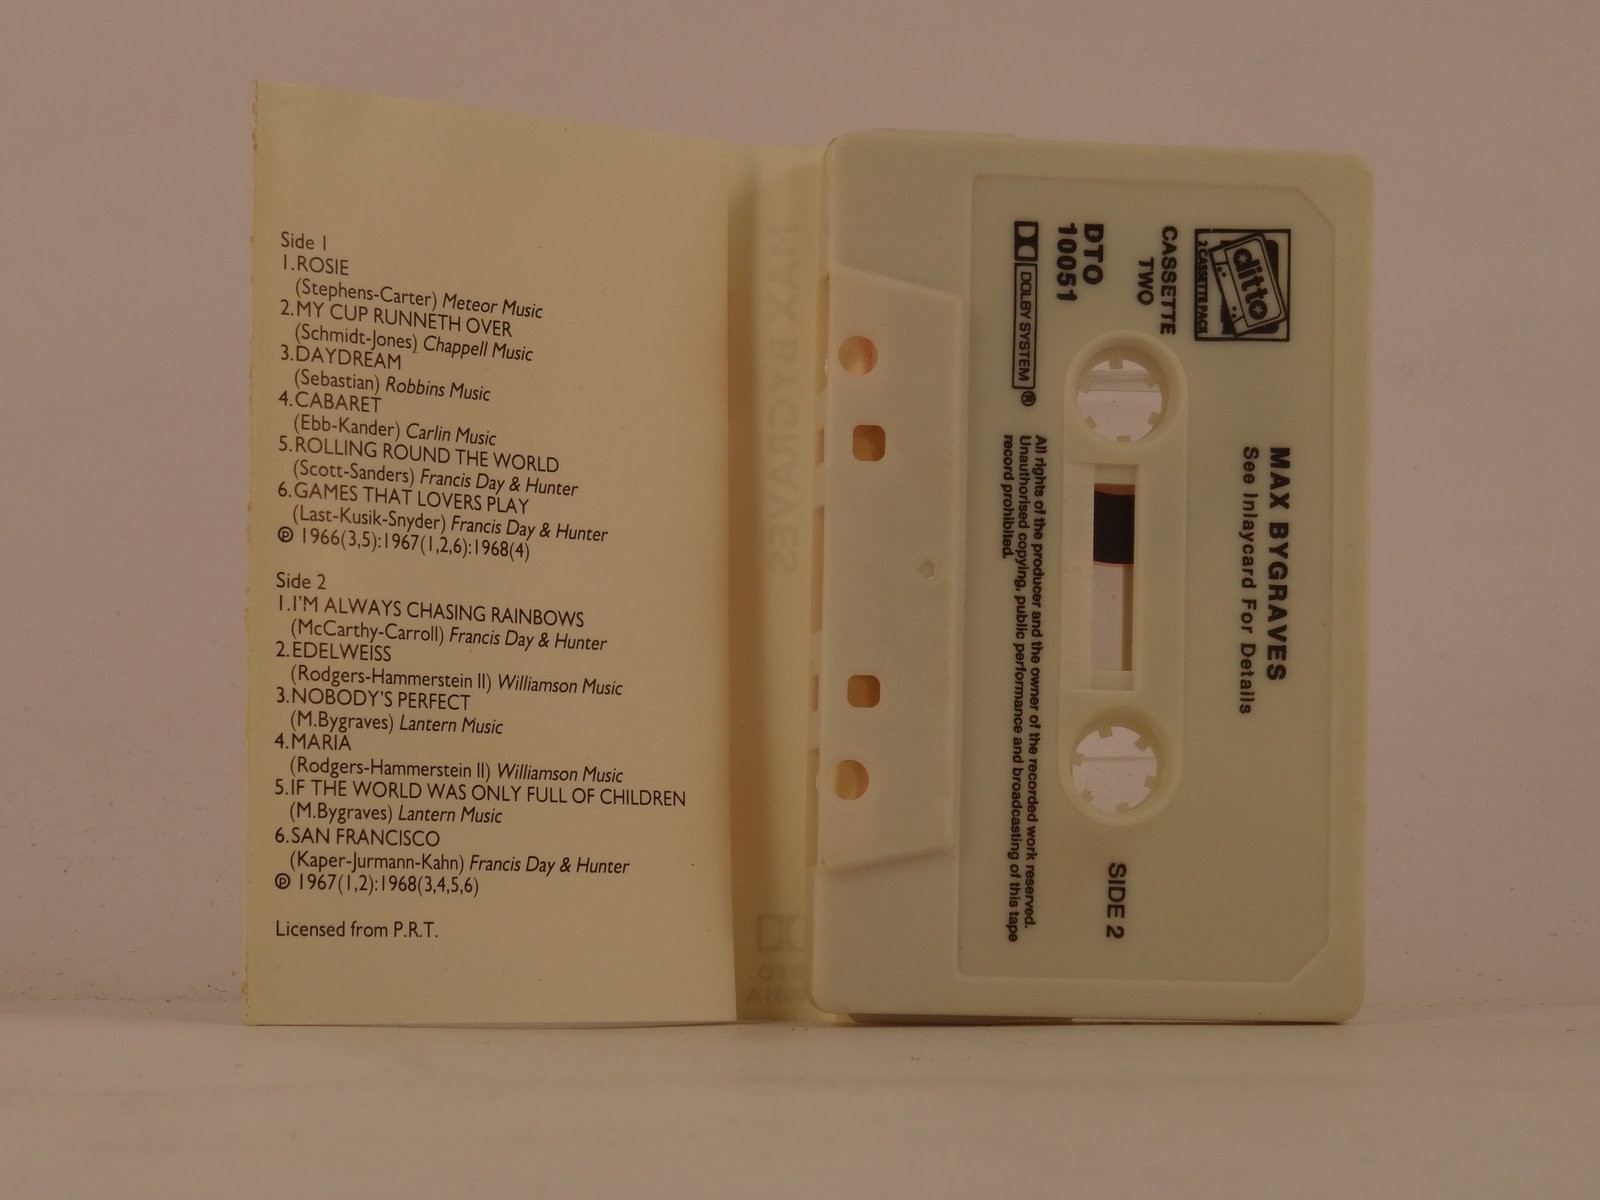 Side 1
1.ROSIE
(Stephens-Carter) Meteor Music
2.MY CUP RUNNETH OVER
(Schmidt-Jones) Chappell Music
3.DAYDREAM
(Sebastian) Robbins Music
4.CABARET
(Ebb-Kander) Carlin Music
5.ROLLING ROUND THE WORLD
(Scott-Sanders) Francis Day & Hunter
6.GAMES THAT LOVERS PLAY
(Last-Kusik-Snyder) Francis Day & Hunter
℗ 1966(3,5):1967(1,2,6):1968(4)
Side 2
1.I'M ALWAYS CHASING RAINBOWS
(McCarthy-Carroll) Francis Day & Hunter
2.EDELWEISS
(Rodgers-Hammerstein II) Williamson Music
3.NOBODY'S PERFECT
(M.Bygraves) Lantern Music
4.MARIA
(Rodgers-Hammerstein II) Williamson Music
5.IF THE WORLD WAS ONLY FULL OF CHILDREN
(M.Bygraves) Lantern Music
6.SAN FRANCISCO
(Kaper-Jurmann-Kahn) Francis Day & Hunter
℗ 1967(1,2):1968(3,4,5,6)
Licensed from P.R.T.
MAX BYGRAVES
DTO
MAX BYGRAVES
See Inlaycard For Details
ditto
2 CASSETTE PACK
CASSETTE
TWO
DTO
10051
DOLBY SYSTEM ®
SIDE 2
All rights of the producer and the owner of the recorded work reserved.
Unauthorised copying, public performance and broadcasting of this tape
record prohibited.